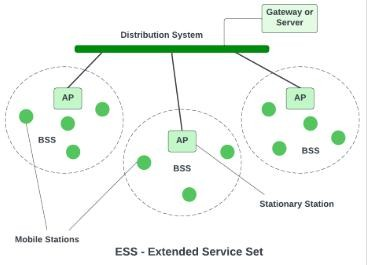 Gateway or
Server
Distribution System
AP
AP
AP
BSS
BSS
BSS
Stationary Station
Mobile Stations
ESS - Extended Service Set